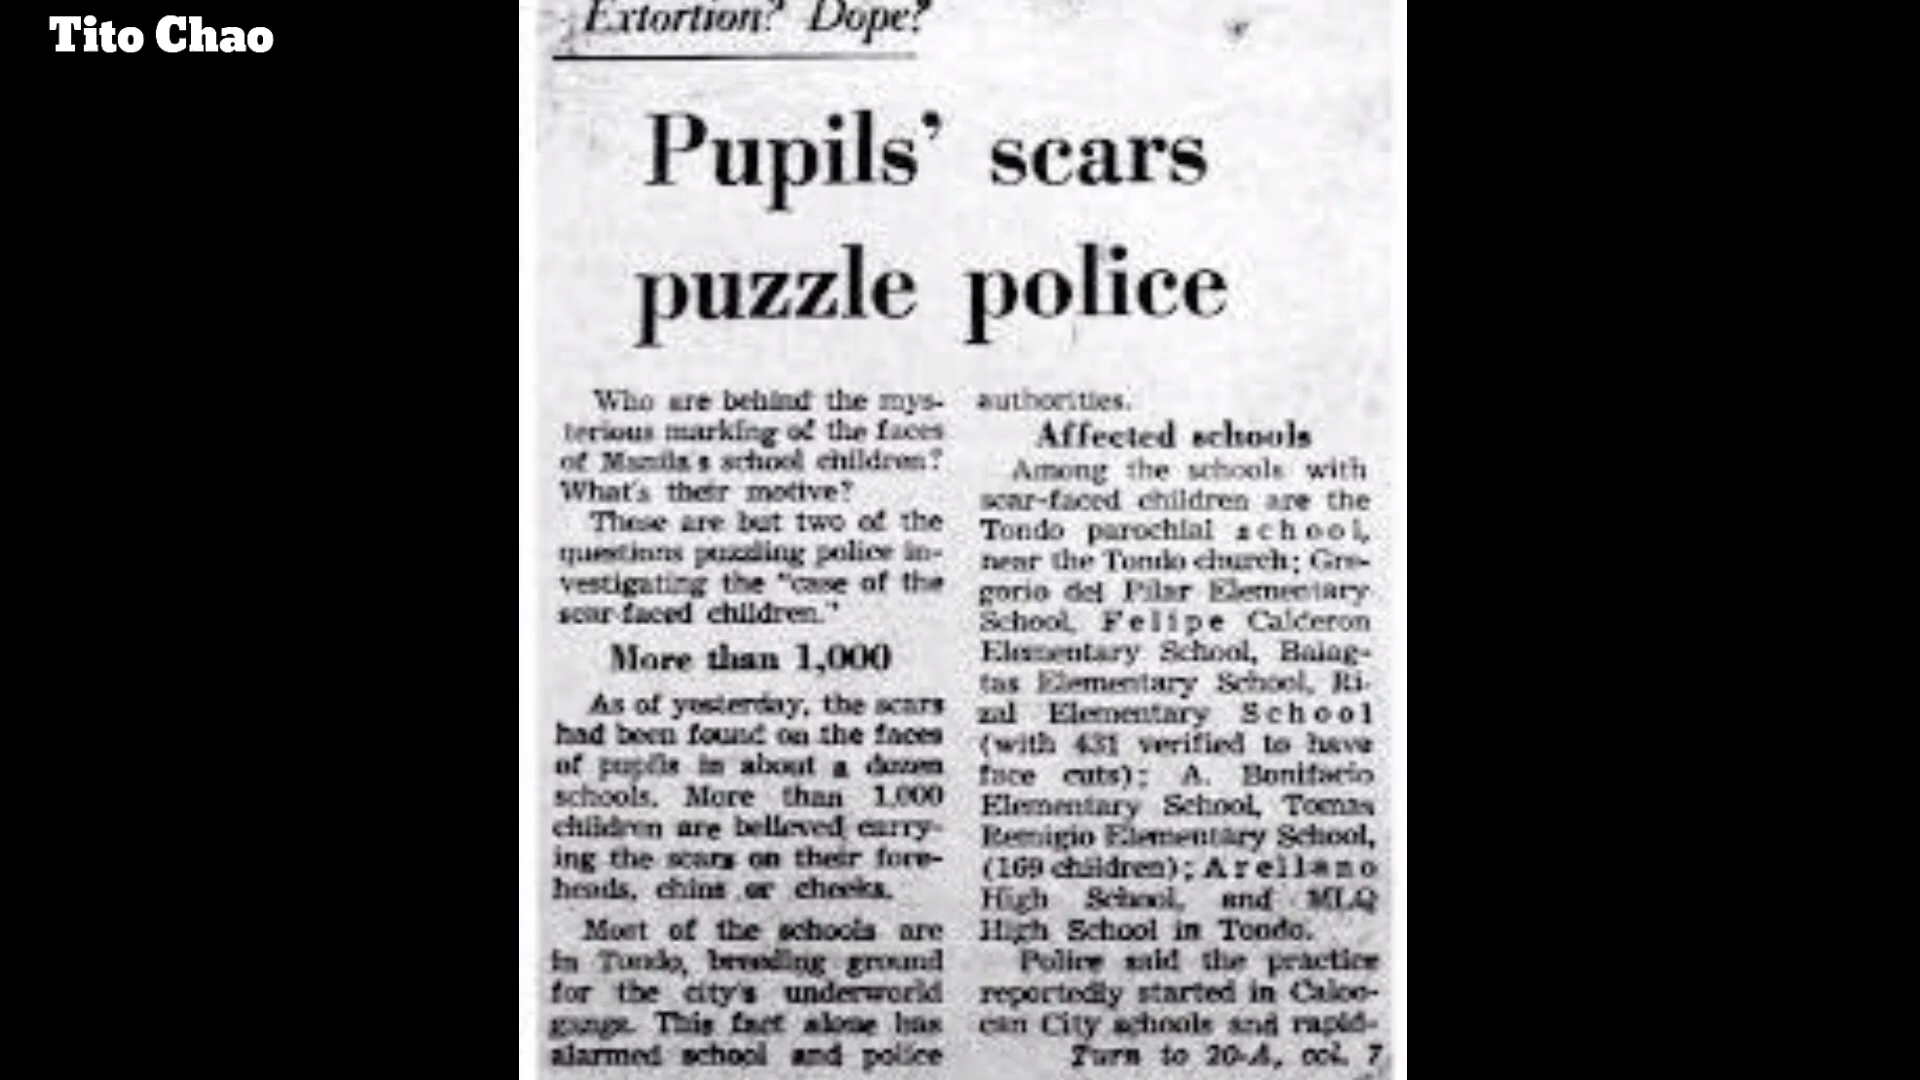 Tito Chao
Extortion? Dope?
Pupils' scars
puzzle police
Who are behind the mys-
terious marking of the faces
of Manila's school children?
What's their motive?
These are but two of the
questions puzzling police in-
vestigating the "case of the
scar-faced children."
More than 1,000
As of yesterday, the scars
had been found on the faces
of pupils in about a dozen
schools. More than 1,000
children are believed carry-
ing the scars on their fore-
heads, chins or cheeks.
Most of the schools are
in Tondo, breeding ground
for the city's underworld
gangs. This fact alone has
alarmed school and police
authorities.
Affected schools
Among the schools with
scar-faced children are the
Tondo parochial school,
near the Tondo church; Gre-
gorio del Pilar Elementary
School, Felipe Calderon
Elementary School, Balag-
tas Elementary School, Ri-
zal Elementary School
(with 431 verified to have
face cuts); A. Bonifacio
Elementary School, Tomas
Remigio Elementary School,
(169 children); Arellano
High School, and MLQ
High School in Tondo.
Police said the practice
reportedly started in Caloo-
can City schools and rapid-
Turn to 20-A, col. 7